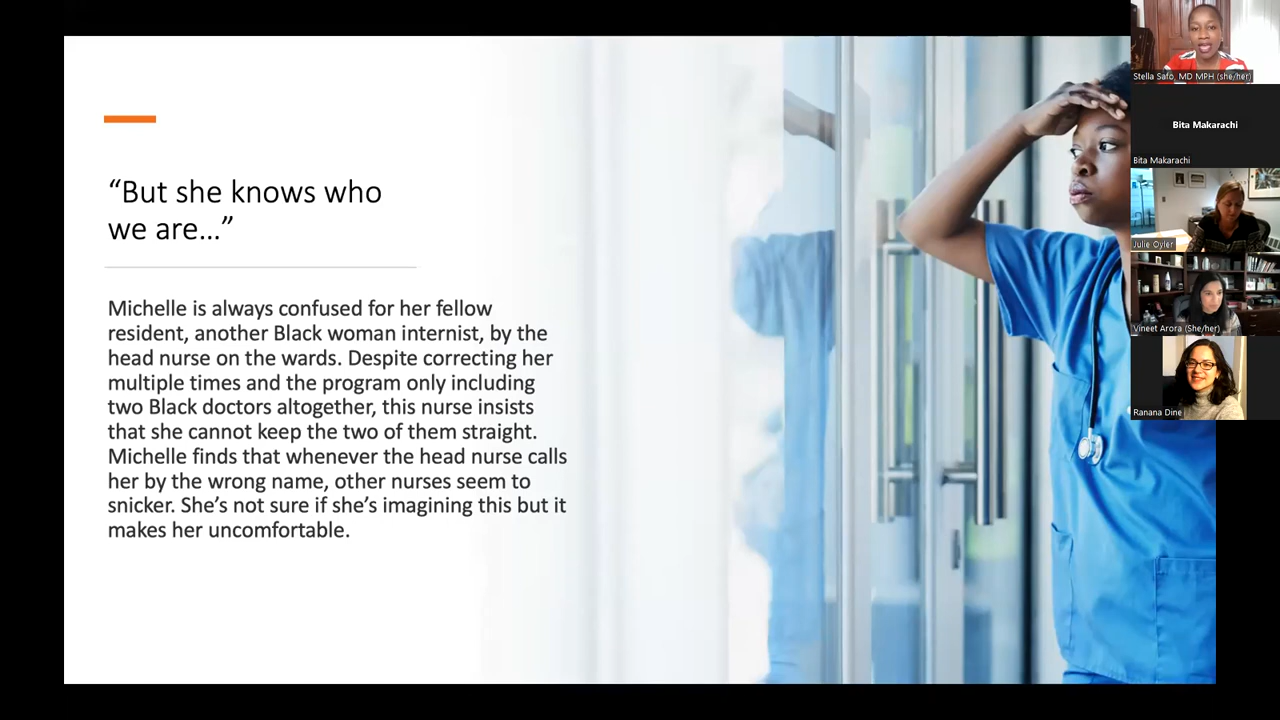 “But she knows who
we are…”
Michelle is always confused for her fellow
resident, another Black woman internist, by the
head nurse on the wards. Despite correcting her
multiple times and the program only including
two Black doctors altogether, this nurse insists
that she cannot keep the two of them straight.
Michelle finds that whenever the head nurse calls
her by the wrong name, other nurses seem to
snicker. She’s not sure if she’s imagining this but it
makes her uncomfortable.
Stella Safo, MD MPH (she/her)
Bita Makarachi
Bita Makarachi
Julie Oyler
Vineet Arora (She/her)
Ranana Dine